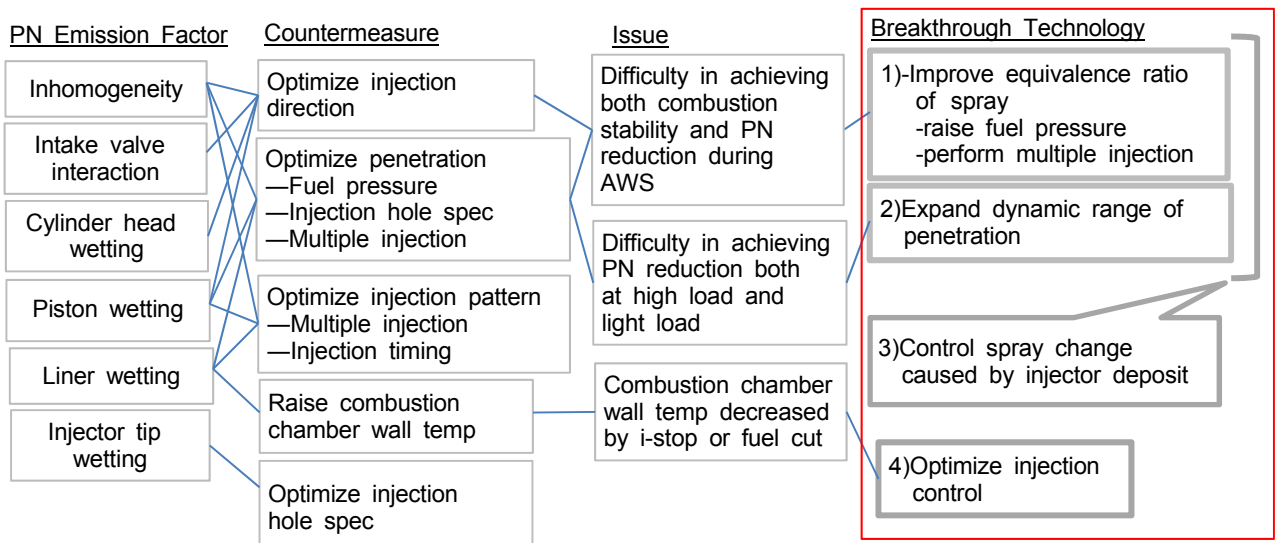 PN Emission Factor
Inhomogeneity
Intake valve
interaction
Cylinder head
wetting
Piston wetting
Liner wetting
Injector tip
wetting
Countermeasure
Optimize injection
direction
Optimize penetration
—Fuel pressure
—Injection hole spec
—Multiple injection
Optimize injection pattern
—Multiple injection
—Injection timing
Raise combustion
chamber wall temp
Optimize injection
hole spec
Issue
Difficulty in achieving
both combustion
stability and PN
reduction during
AWS
Difficulty in achieving
PN reduction both
at high load and
light load
Combustion chamber
wall temp decreased
by i-stop or fuel cut
Breakthrough Technology
1)-Improve equivalence ratio
of spray
-raise fuel pressure
-perform multiple injection
2)Expand dynamic range of
penetration
3)Control spray change
caused by injector deposit
4)Optimize injection
control